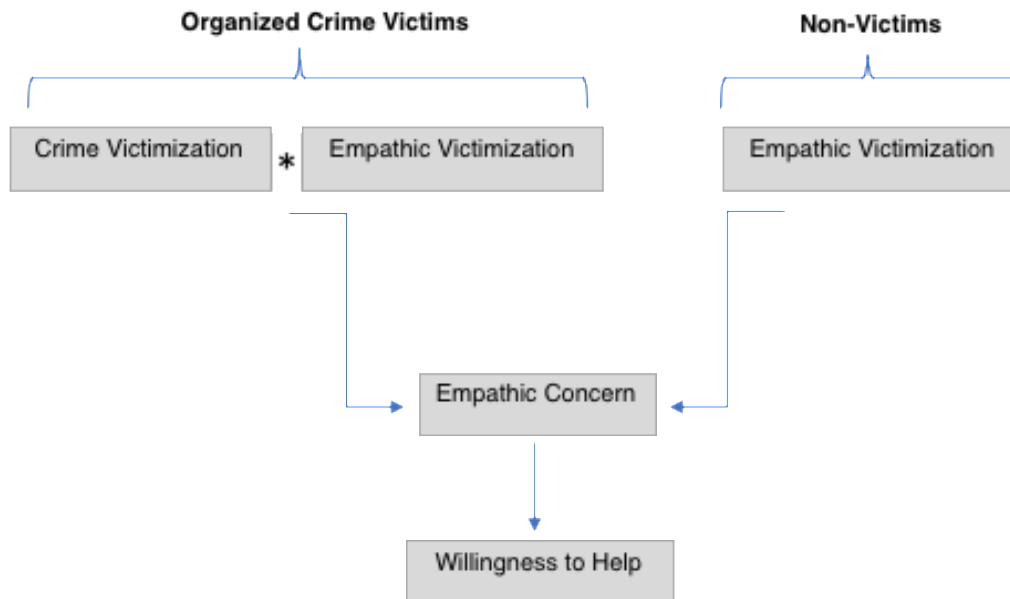 Organized Crime Victims
Non-Victims
Crime Victimization * Empathic Victimization
Empathic Victimization
Empathic Concern
Willingness to Help